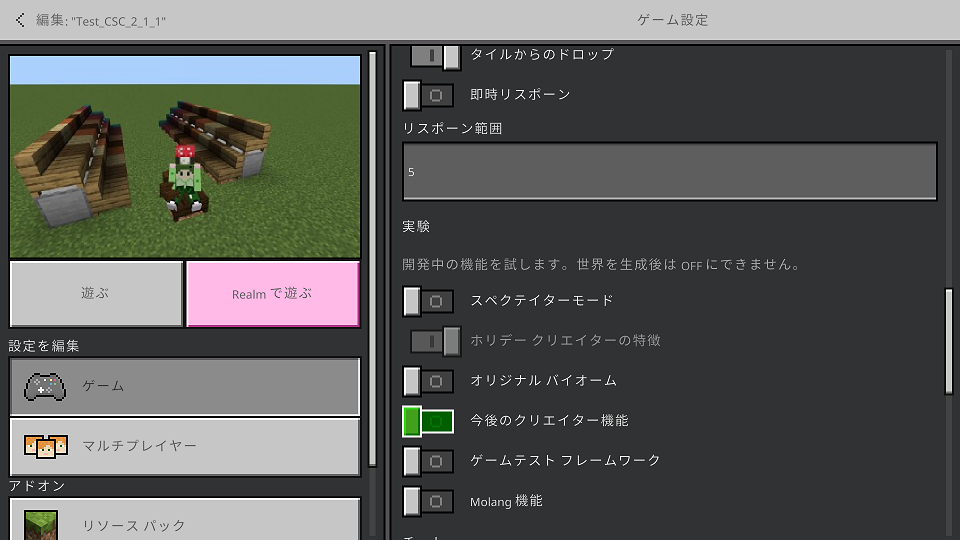 編集: "Test_CSC_2_1_1"
ゲーム設定
遊ぶ
Realm で遊ぶ
設定を編集
ゲーム
マルチプレイヤー
アドオン
リソース パック
タイルからのドロップ
即時リスポーン
リスポーン範囲
5
実験
開発中の機能を試します。世界を生成後は OFF にできません。
スペクテイターモード
ホリデー クリエイターの特徴
オリジナル バイオーム
今後のクリエイター機能
ゲームテスト フレームワーク
Molang 機能